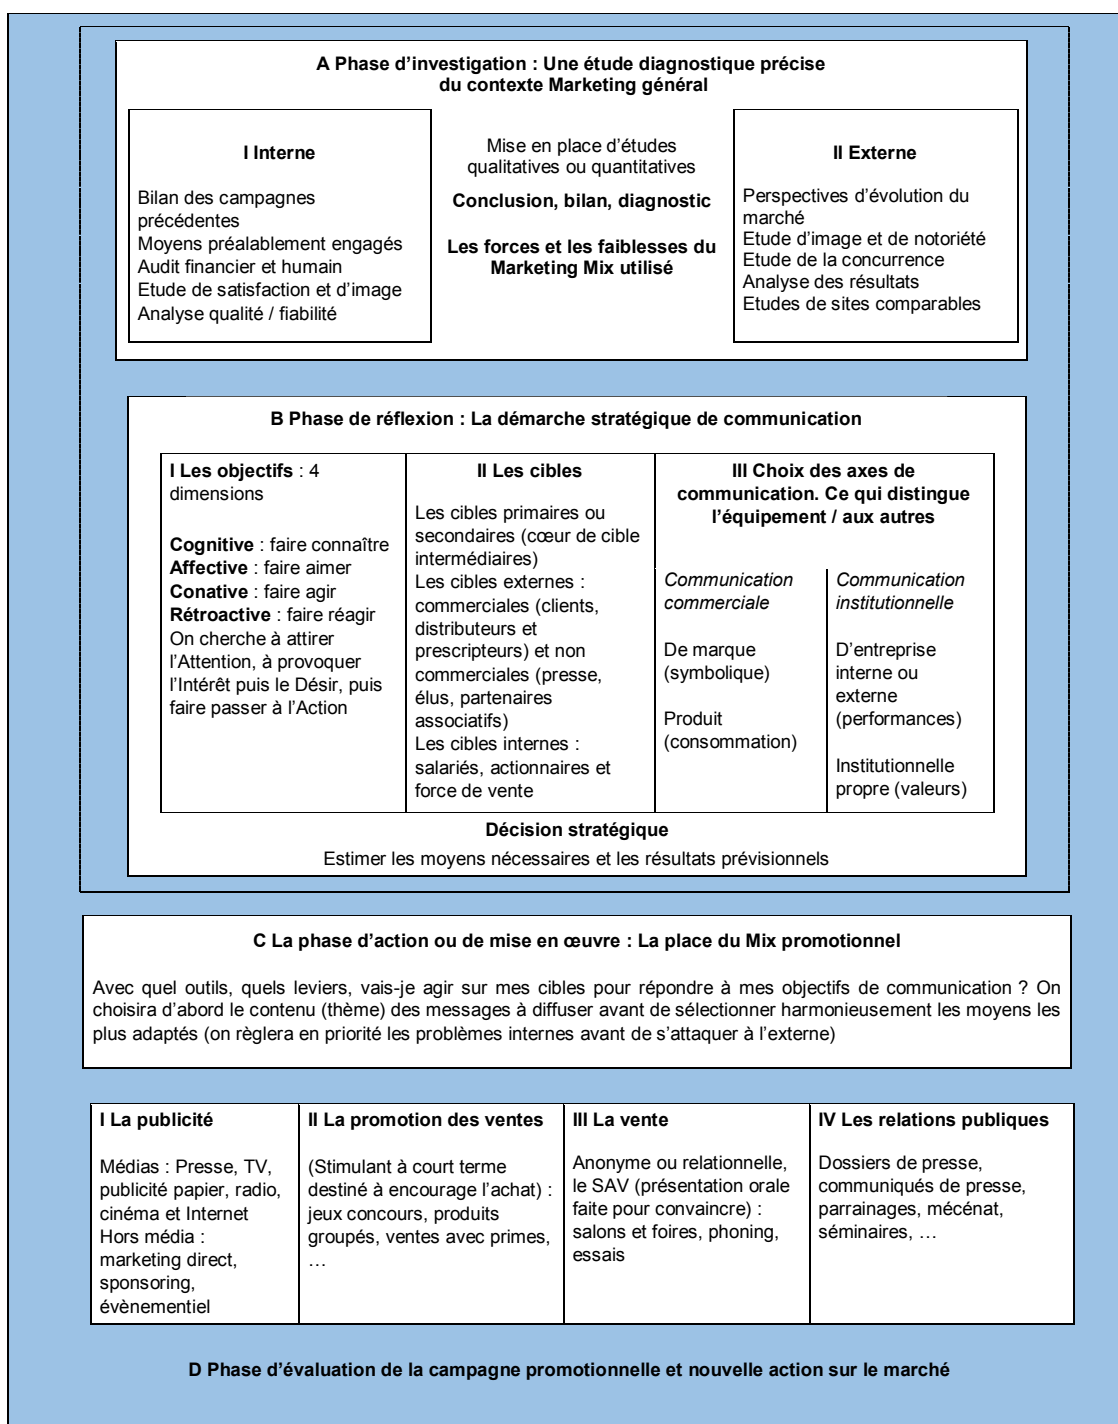 A Phase d’investigation : Une étude diagnostique précise
du contexte Marketing général
I Interne
Bilan des campagnes
précédentes
Moyens préalablement engagés
Audit financier et humain
Etude de satisfaction et d’image
Analyse qualité / fiabilité
Mise en place d’études
qualitatives ou quantitatives
Conclusion, bilan, diagnostic
Les forces et les faiblesses du
Marketing Mix utilisé
II Externe
Perspectives d’évolution du
marché
Etude d’image et de notoriété
Etude de la concurrence
Analyse des résultats
Etudes de sites comparables
B Phase de réflexion : La démarche stratégique de communication
I Les objectifs : 4
dimensions
Cognitive : faire connaître
Affective : faire aimer
Conative : faire agir
Rétroactive : faire réagir
On cherche à attirer
l’Attention, à provoquer
l’Intérêt puis le Désir, puis
faire passer à l’Action
II Les cibles
Les cibles primaires ou
secondaires (cœur de cible
intermédiaires)
Les cibles externes :
commerciales (clients,
distributeurs et
prescripteurs) et non
commerciales (presse,
élus, partenaires
associatifs)
Les cibles internes :
salariés, actionnaires et
force de vente
III Choix des axes de
communication. Ce qui distingue
l’équipement / aux autres
Communication
commerciale
De marque
(symbolique)
Produit
(consommation)
Communication
institutionnelle
D’entreprise
interne ou
externe
(performances)
Institutionnelle
propre (valeurs)
Décision stratégique
Estimer les moyens nécessaires et les résultats prévisionnels
C La phase d’action ou de mise en œuvre : La place du Mix promotionnel
Avec quel outils, quels leviers, vais-je agir sur mes cibles pour répondre à mes objectifs de communication ? On
choisira d’abord le contenu (thème) des messages à diffuser avant de sélectionner harmonieusement les moyens les
plus adaptés (on règlera en priorité les problèmes internes avant de s’attaquer à l’externe)
I La publicité
Médias : Presse, TV,
publicité papier, radio,
cinéma et Internet
Hors média :
marketing direct,
sponsoring,
évènementiel
II La promotion des ventes
(Stimulant à court terme
destiné à encourage l’achat) :
jeux concours, produits
groupés, ventes avec primes,
…
III La vente
Anonyme ou relationnelle,
le SAV (présentation orale
faite pour convaincre) :
salons et foires, phoning,
essais
IV Les relations publiques
Dossiers de presse,
communiqués de presse,
parrainages, mécénat,
séminaires, …
D Phase d’évaluation de la campagne promotionnelle et nouvelle action sur le marché